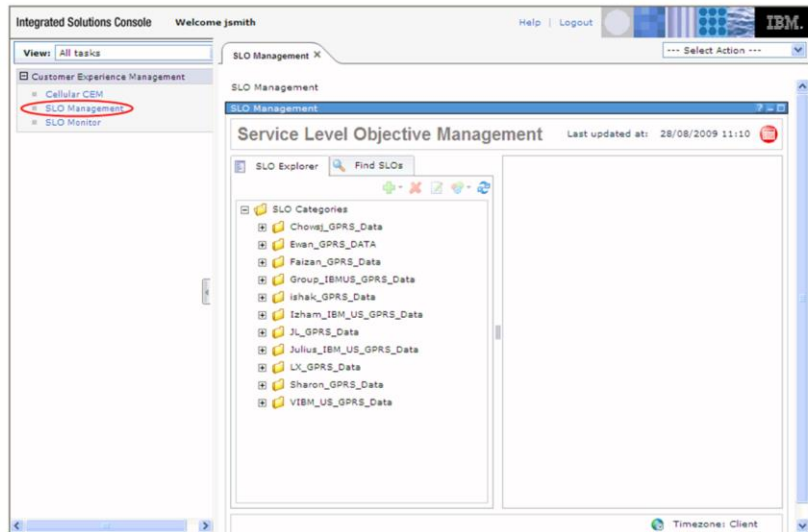 Integrated Solutions Console Welcome jsmith Help | Logout IBM.
View: All tasks
SLO Management
--- Select Action ---
Customer Experience Management
Cellular CEM
SLO Management
SLO Monitor
SLO Management
SLO Management
Service Level Objective Management Last updated at: 28/08/2009 11:10
SLO Explorer Find SLOs
SLO Categories
Chowsj_GPRS_Data
Ewan_GPRS_DATA
Faizan_GPRS_Data
Group_IBMUS_GPRS_Data
ishak_GPRS_Data
Izham_IBM_US_GPRS_Data
JL_GPRS_Data
Julius_IBM_US_GPRS_Data
LX_GPRS_Data
Sharon_GPRS_Data
VIBM_US_GPRS_Data
Timezone: Client